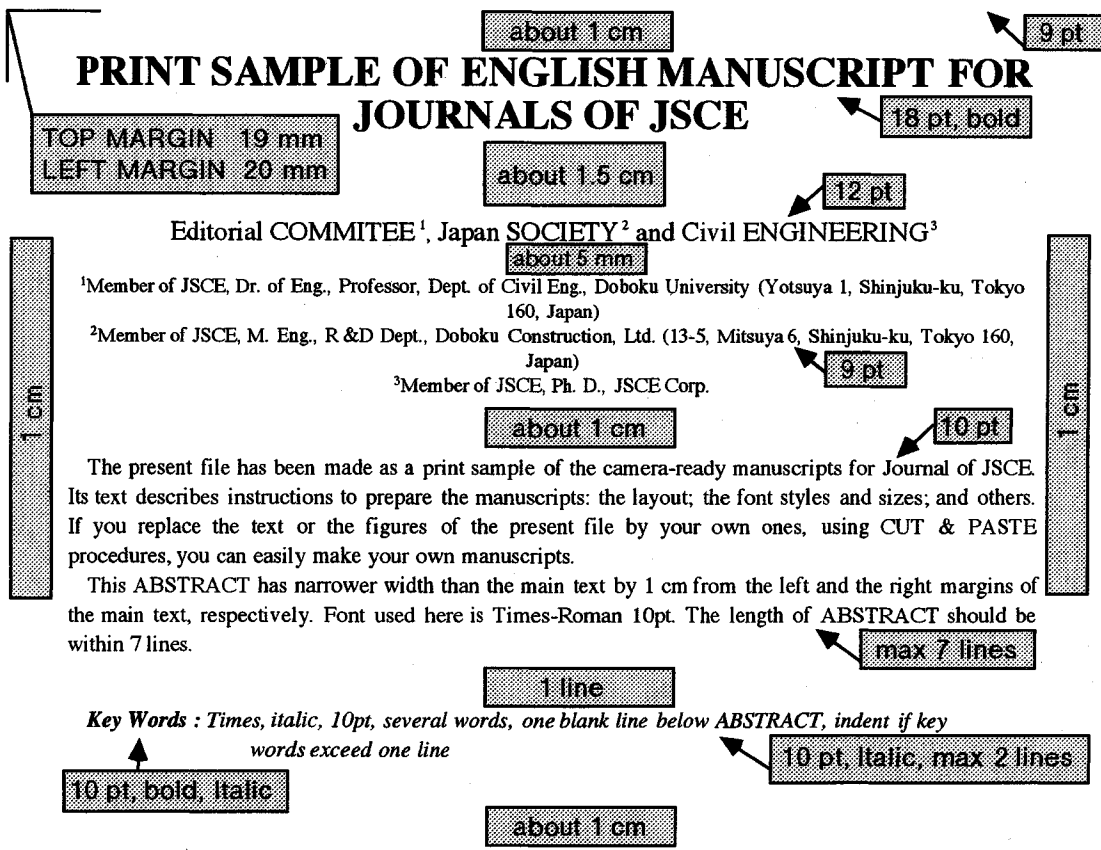 about 1 cm
9 pt
PRINT SAMPLE OF ENGLISH MANUSCRIPT FOR
JOURNALS OF JSCE
18 pt, bold
TOP MARGIN 19 mm
LEFT MARGIN 20 mm
about 1.5 cm
12 pt
Editorial COMMITEE¹, Japan SOCIETY² and Civil ENGINEERING³
about 5 mm
¹Member of JSCE, Dr. of Eng., Professor, Dept. of Civil Eng., Doboku University (Yotsuya 1, Shinjuku-ku, Tokyo
160, Japan)
²Member of JSCE, M. Eng., R &D Dept., Doboku Construction, Ltd. (13-5, Mitsuya 6, Shinjuku-ku, Tokyo 160,
Japan)
9 pt
³Member of JSCE, Ph. D., JSCE Corp.
1 cm
1 cm
about 1 cm
10 pt
The present file has been made as a print sample of the camera-ready manuscripts for Journal of JSCE.
Its text describes instructions to prepare the manuscripts: the layout; the font styles and sizes; and others.
If you replace the text or the figures of the present file by your own ones, using CUT & PASTE
procedures, you can easily make your own manuscripts.
This ABSTRACT has narrower width than the main text by 1 cm from the left and the right margins of
the main text, respectively. Font used here is Times-Roman 10pt. The length of ABSTRACT should be
within 7 lines.
max 7 lines
1 line
Key Words : Times, italic, 10pt, several words, one blank line below ABSTRACT, indent if key
words exceed one line
10 pt, Italic, max 2 lines
10 pt, bold, Italic
about 1 cm